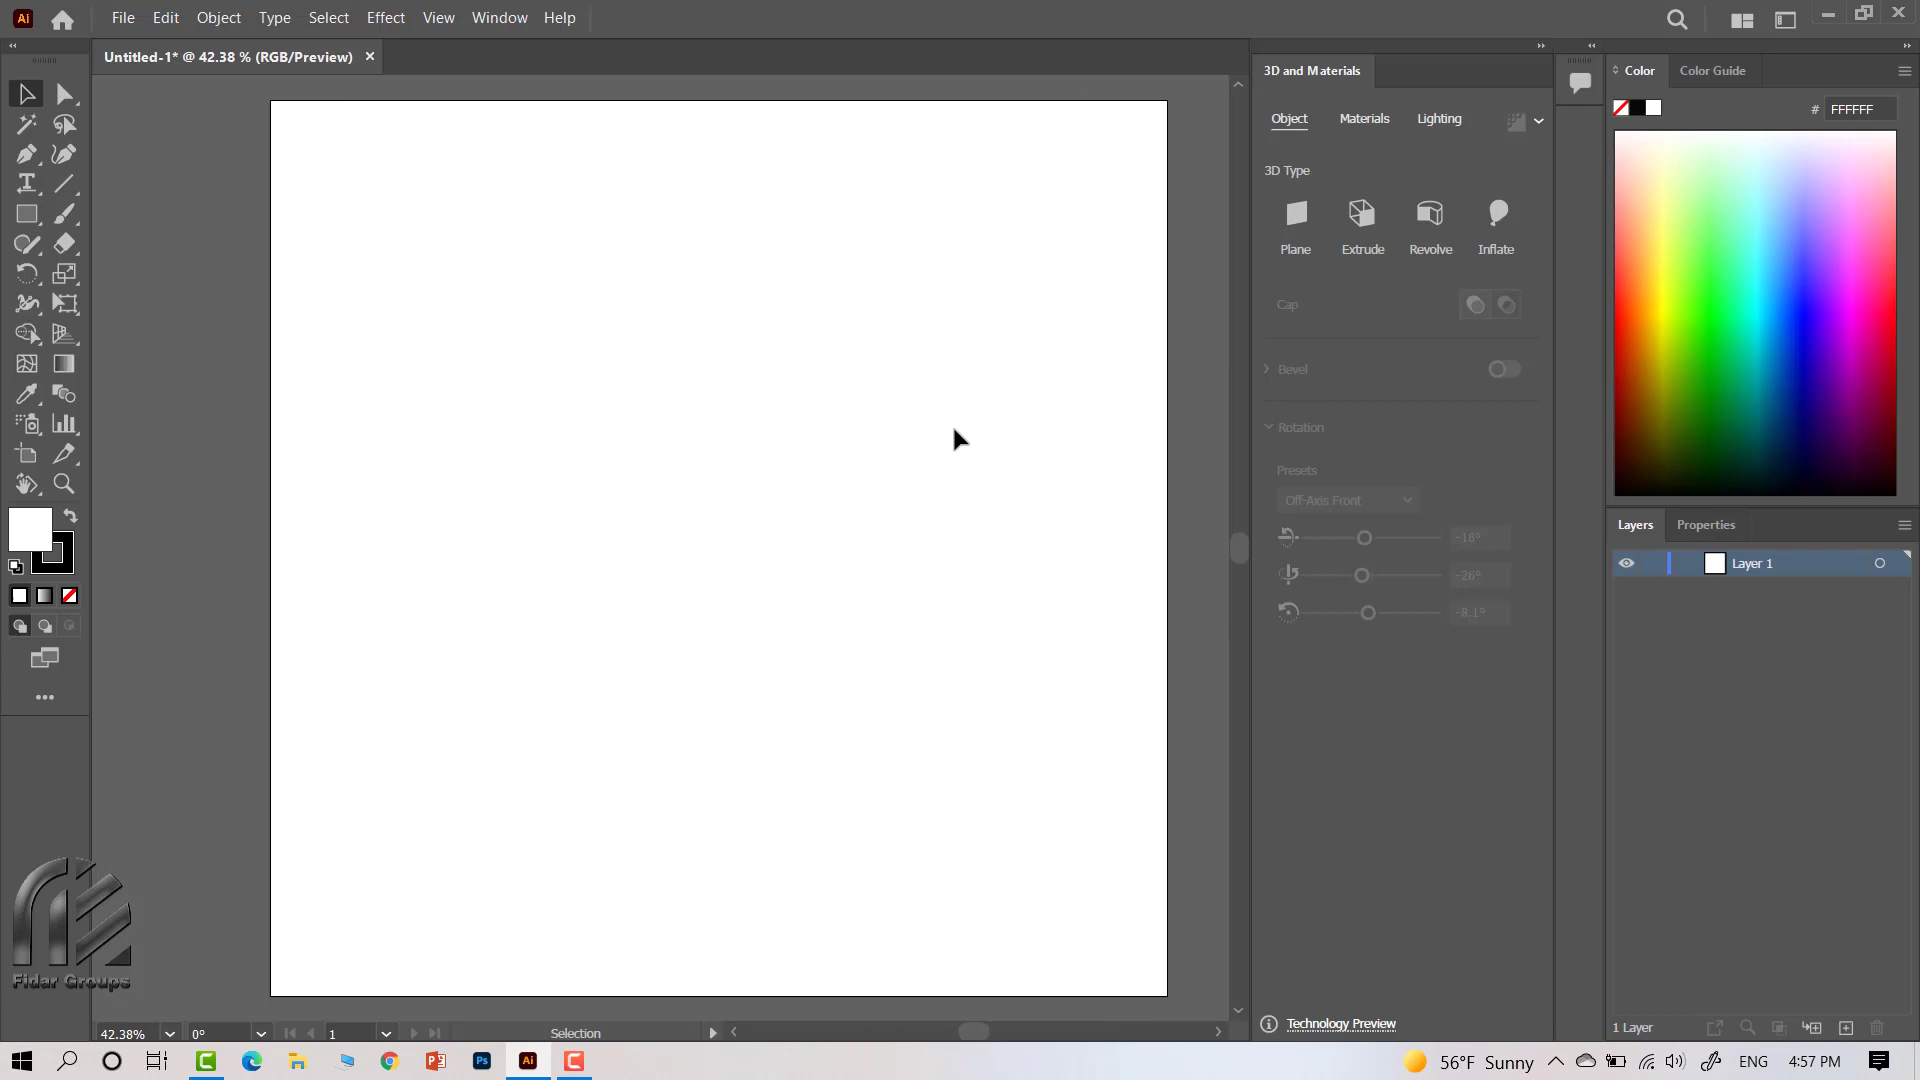 Ai File Edit Object Type Select Effect View Window Help
Untitled-1* @ 42.38 % (RGB/Preview)
3D and Materials
Object Materials Lighting
3D Type
Plane Extrude Revolve Inflate
Cap
Bevel
Rotation
Presets
Off-Axis Front
-18°
-26°
-8.1°
Technology Preview
Color Color Guide
# FFFFFF
Layers Properties
Layer 1
1 Layer
Fidar Groups
42.38% 0° 1 Selection
Ps Ai 56°F Sunny ENG 4:57 PM